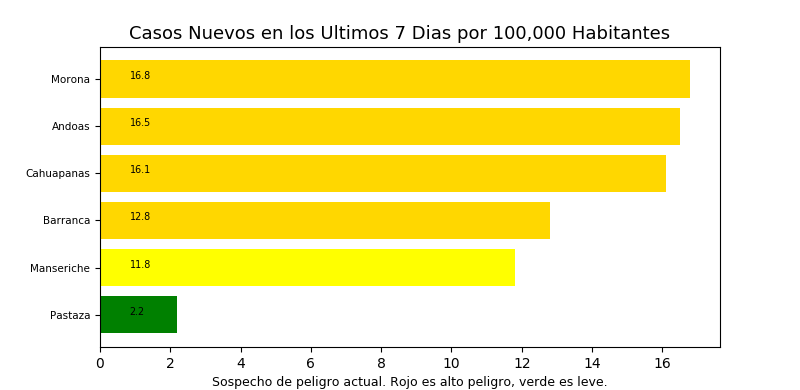 Casos Nuevos en los Ultimos 7 Dias por 100,000 Habitantes
Morona 16.8
Andoas 16.5
Cahuapanas 16.1
Barranca 12.8
Manseriche 11.8
Pastaza 2.2
0 2 4 6 8 10 12 14 16
Sospecho de peligro actual. Rojo es alto peligro, verde es leve.